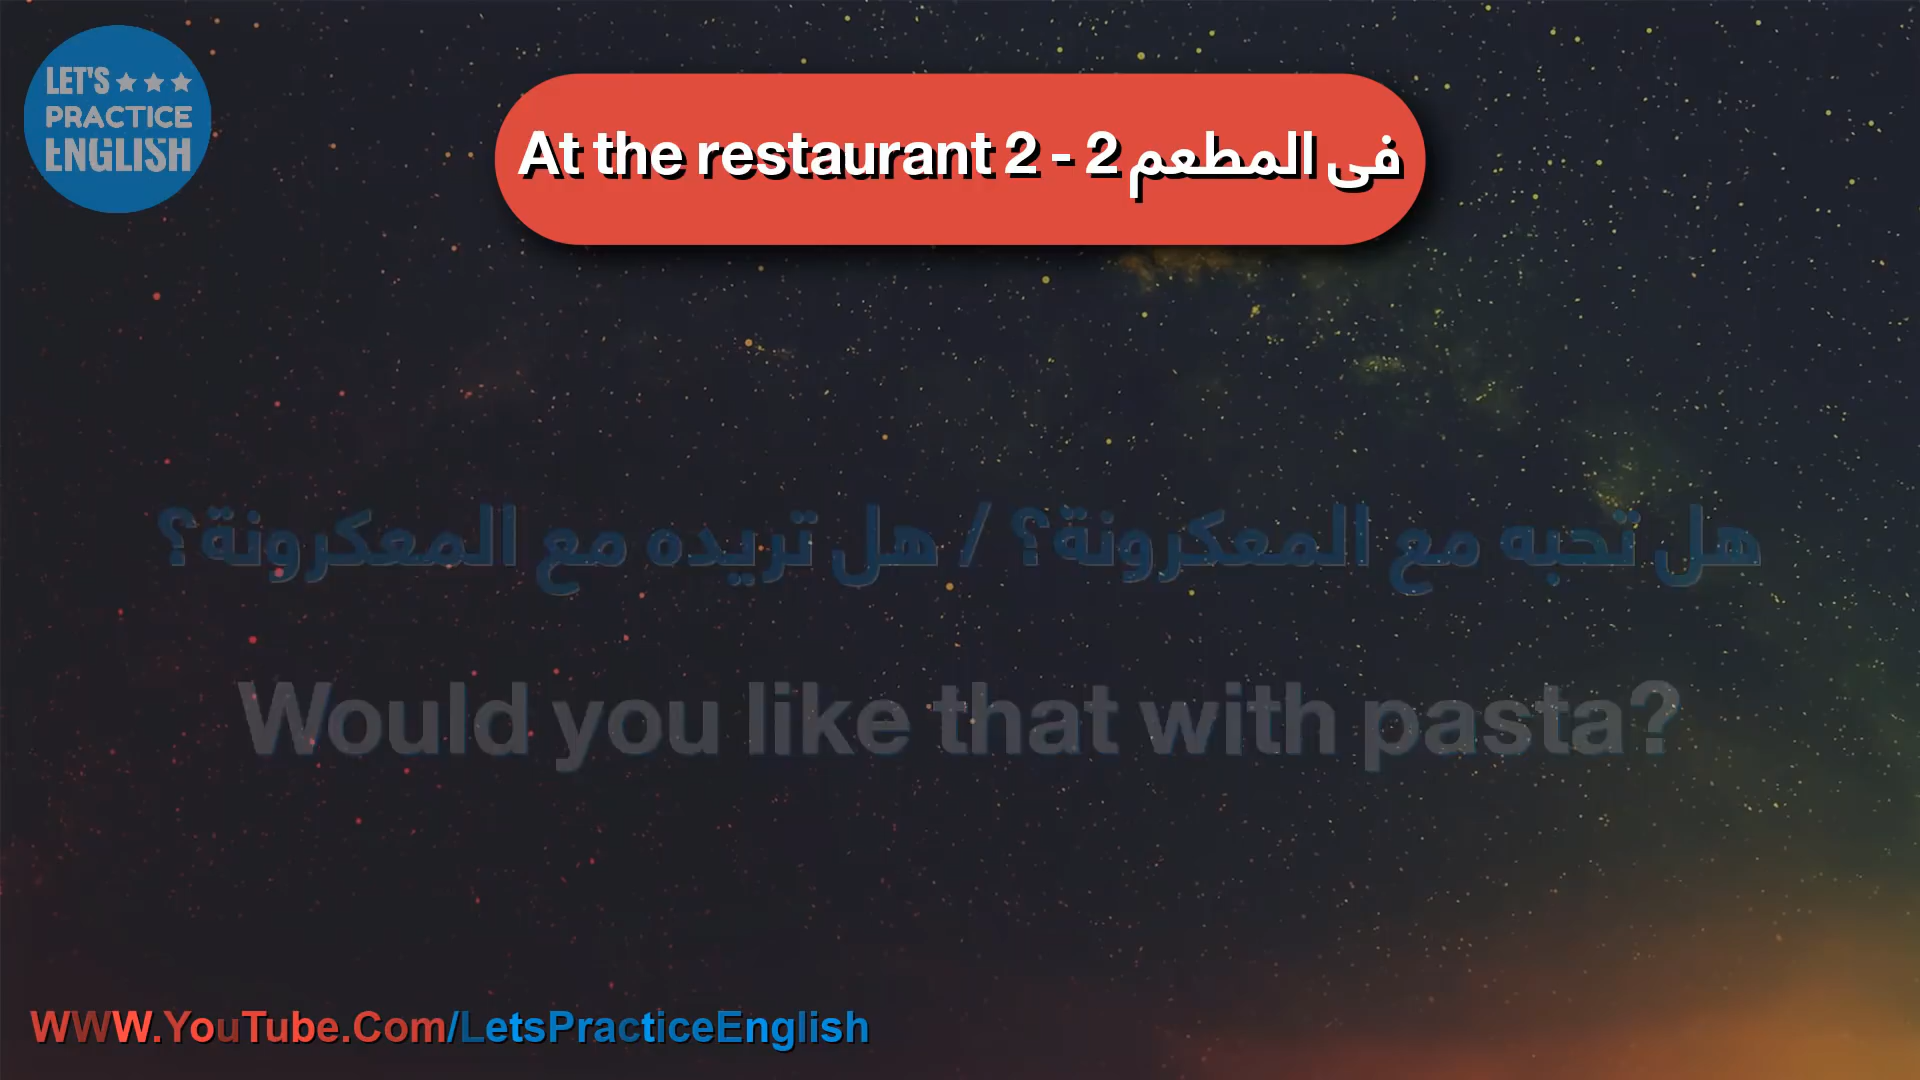 LET'S
PRACTICE
ENGLISH
At the restaurant 2 - 2 فى المطعم
هل تحبه مع المعكرونة؟ / هل تريده مع المعكرونة؟
Would you like that with pasta?
WWW.YouTube.Com/LetsPracticeEnglish